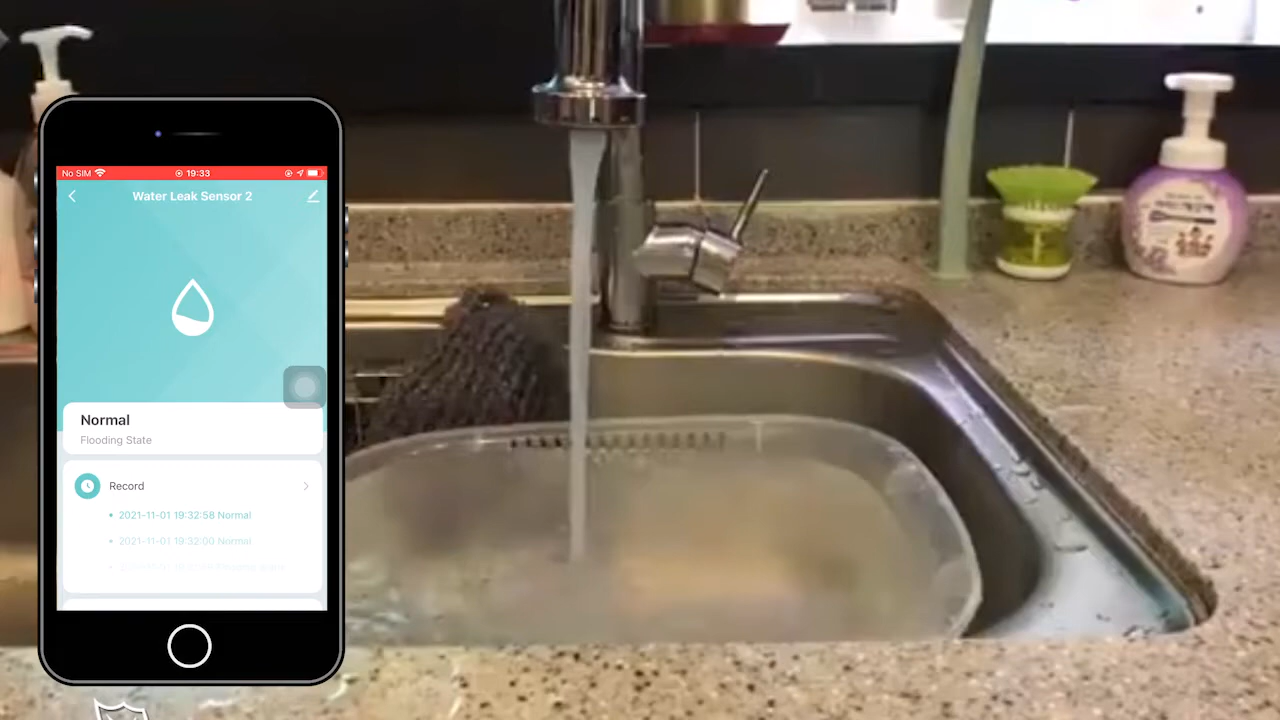 No SIM
19:33
Water Leak Sensor 2
Normal
Flooding State
Record
2021-11-01 19:32:58 Normal
2021-11-01 19:32:00 Normal